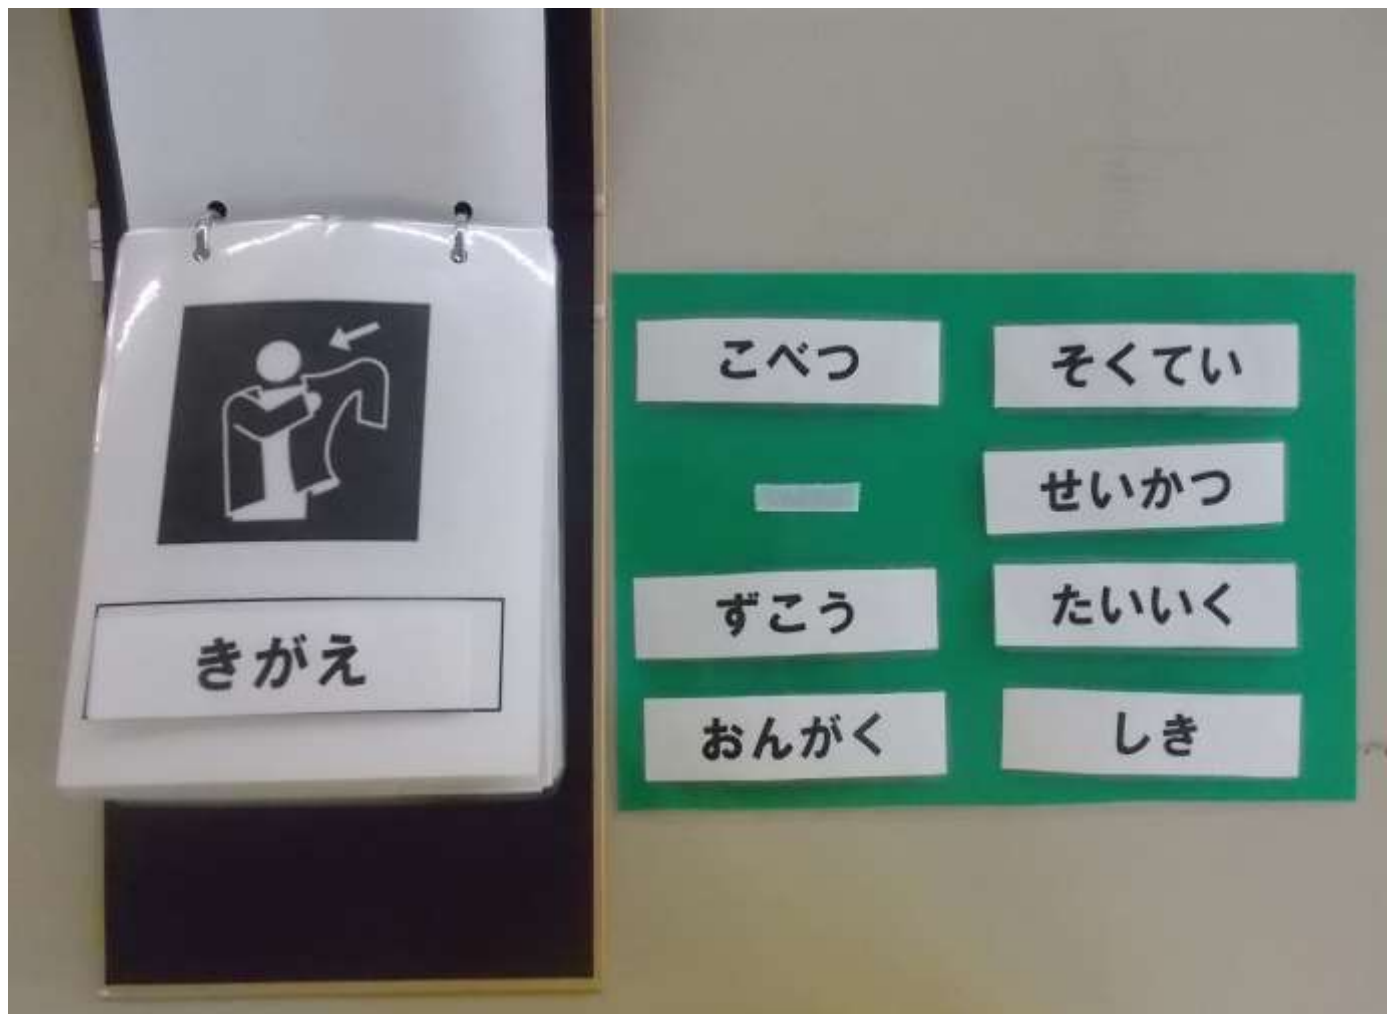 きがえ
こべつ
そくてい
せいかつ
ずこう
たいいく
おんがく
しき